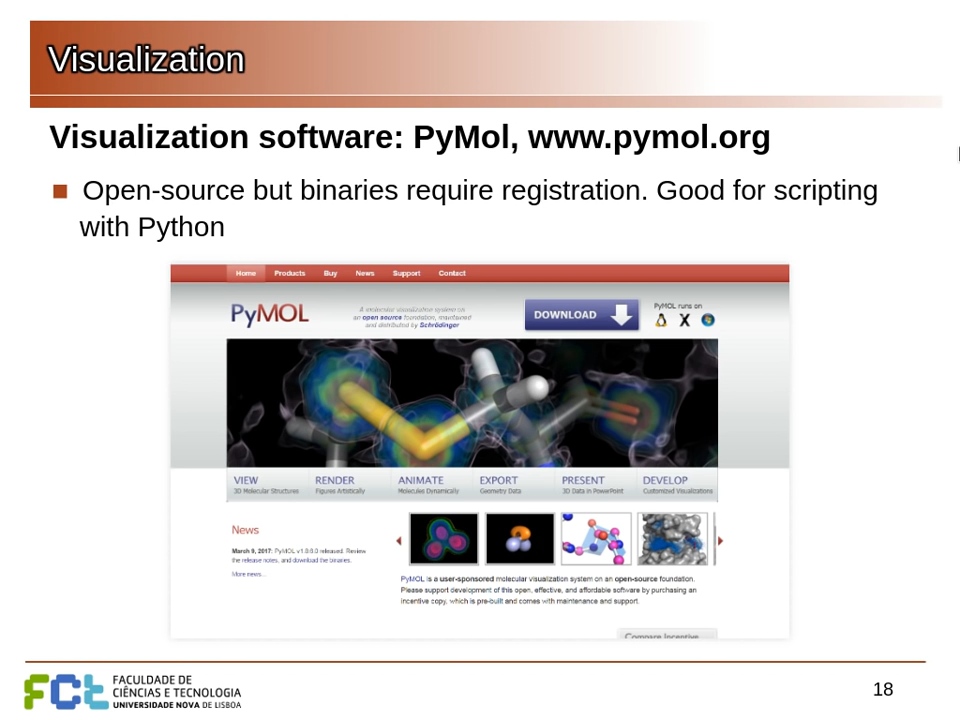 Visualization
Visualization software: PyMol, www.pymol.org
Open-source but binaries require registration. Good for scripting
with Python
Home Products Buy News Support Contact
PyMOL
A molecular visualization system on
an open source foundation, maintained
and distributed by Schrödinger
DOWNLOAD
PyMOL runs on
VIEW RENDER ANIMATE EXPORT PRESENT DEVELOP
3D Molecular Structures Figures Artistically Molecules Dynamically Geometry Data 3D Data in PowerPoint Customized Visualizations
News
March 9, 2017: PyMOL released. Review
the release notes, and download the binaries.
More news...
PyMOL is a user-sponsored molecular visualization system on an open-source foundation.
Please support development of this open, effective, and affordable software by purchasing an
incentive copy, which is pre-built and comes with maintenance and support.
Compare Incentive
FCt
FACULDADE DE
CIÊNCIAS E TECNOLOGIA
UNIVERSIDADE NOVA DE LISBOA
18